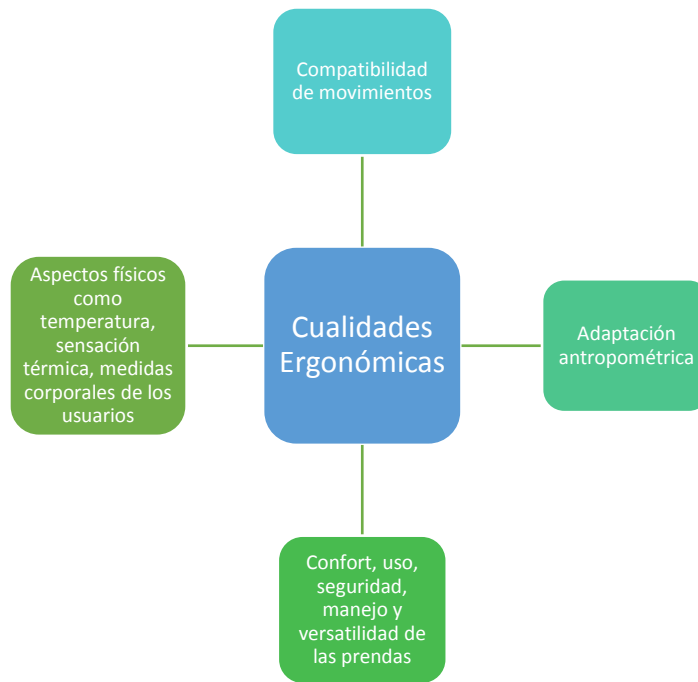 Compatibilidad
de movimientos
Aspectos físicos
como
temperatura,
sensación
térmica, medidas
corporales de los
usuarios
Cualidades
Ergonómicas
Adaptación
antropométrica
Confort, uso,
seguridad,
manejo y
versatilidad de
las prendas